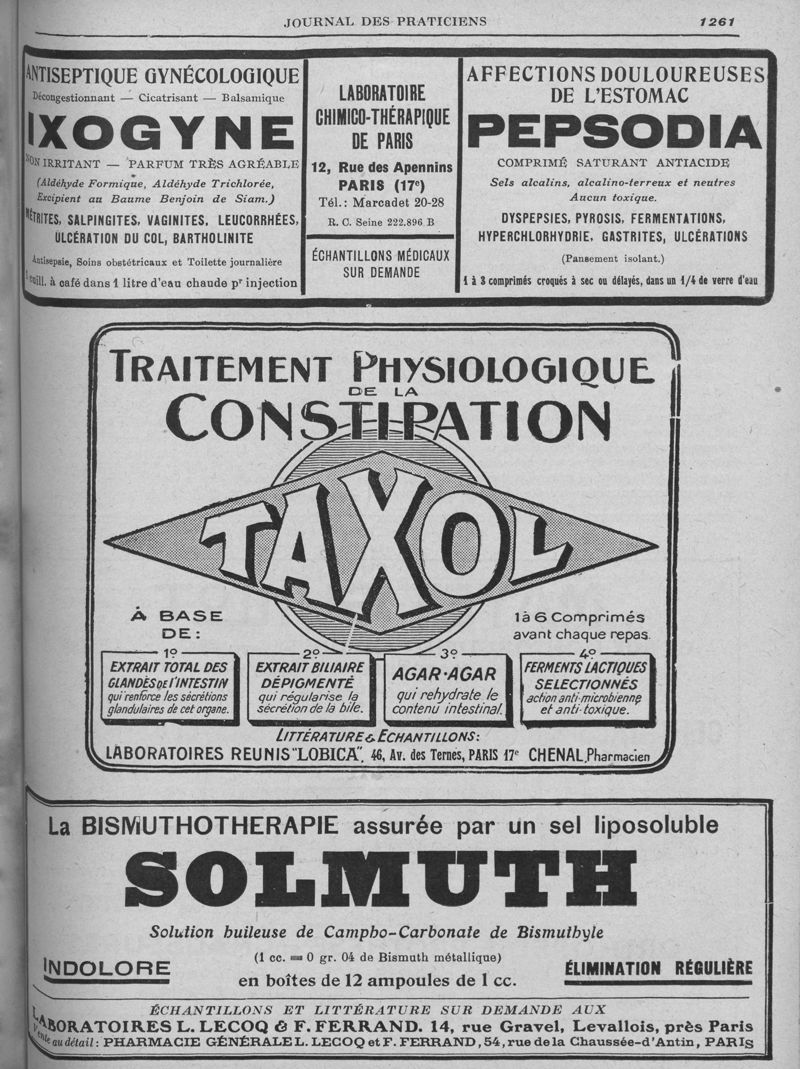 JOURNAL DES PRATICIENS 1261
ANTISEPTIQUE GYNÉCOLOGIQUE
Décongestionnant — Cicatrisant — Balsamique
IXOGYNE
NON IRRITANT — PARFUM TRÈS AGRÉABLE
(Aldéhyde Formique, Aldéhyde Trichlorée,
Excipient au Baume Benjoin de Siam.)
MÉTRITES, SALPINGITES, VAGINITES, LEUCORRHÉES,
ULCÉRATION DU COL, BARTHOLINITE
Antisepsie, Soins obstétricaux et Toilette journalière
1 cuill. à café dans 1 litre d'eau chaude pr injection
LABORATOIRE
CHIMICO-THÉRAPIQUE
DE PARIS
12, Rue des Apennins
PARIS (17e)
Tél.: Marcadet 20-28
R. C. Seine 222.896 B
ÉCHANTILLONS MÉDICAUX
SUR DEMANDE
AFFECTIONS DOULOUREUSES
DE L'ESTOMAC
PEPSODIA
COMPRIMÉ SATURANT ANTIACIDE
Sels alcalins, alcalino-terreux et neutres
Aucun toxique.
DYSPEPSIES, PYROSIS, FERMENTATIONS,
HYPERCHLORHYDRIE, GASTRITES, ULCÉRATIONS
(Pansement isolant.)
1 à 3 comprimés croqués à sec ou délayés, dans un 1/4 de verre d'eau
TRAITEMENT PHYSIOLOGIQUE
DE LA
CONSTIPATION
TAXOL
À BASE
DE:
1à 6 Comprimés
avant chaque repas.
1º
EXTRAIT TOTAL DES
GLANDES DE L'INTESTIN
qui renforce les sécrétions
glandulaires de cet organe.
2º
EXTRAIT BILIAIRE
DÉPIGMENTÉ
qui régularise la
sécrétion de la bile.
3º
AGAR-AGAR
qui rehydrate le
contenu intestinal.
4º
FERMENTS LACTIQUES
SELECTIONNÉS
action anti-microbienne
et anti-toxique.
LITTÉRATURE & ÉCHANTILLONS:
LABORATOIRES REUNIS "LOBICA", 46, Av. des Ternes, PARIS 17e CHENAL, Pharmacien
La BISMUTHOTHERAPIE assurée par un sel liposoluble
SOLMUTH
Solution huileuse de Campho-Carbonate de Bismuthyle
(1 cc. = 0 gr. 04 de Bismuth métallique)
INDOLORE
en boîtes de 12 ampoules de 1 cc.
ÉLIMINATION RÉGULIÈRE
ÉCHANTILLONS ET LITTÉRATURE SUR DEMANDE AUX
LABORATOIRES L. LECOQ & F. FERRAND. 14, rue Gravel, Levallois, près Paris
Vente au détail: PHARMACIE GÉNÉRALE L. LECOQ et F. FERRAND, 54, rue de la Chaussée-d'Antin, PARIS